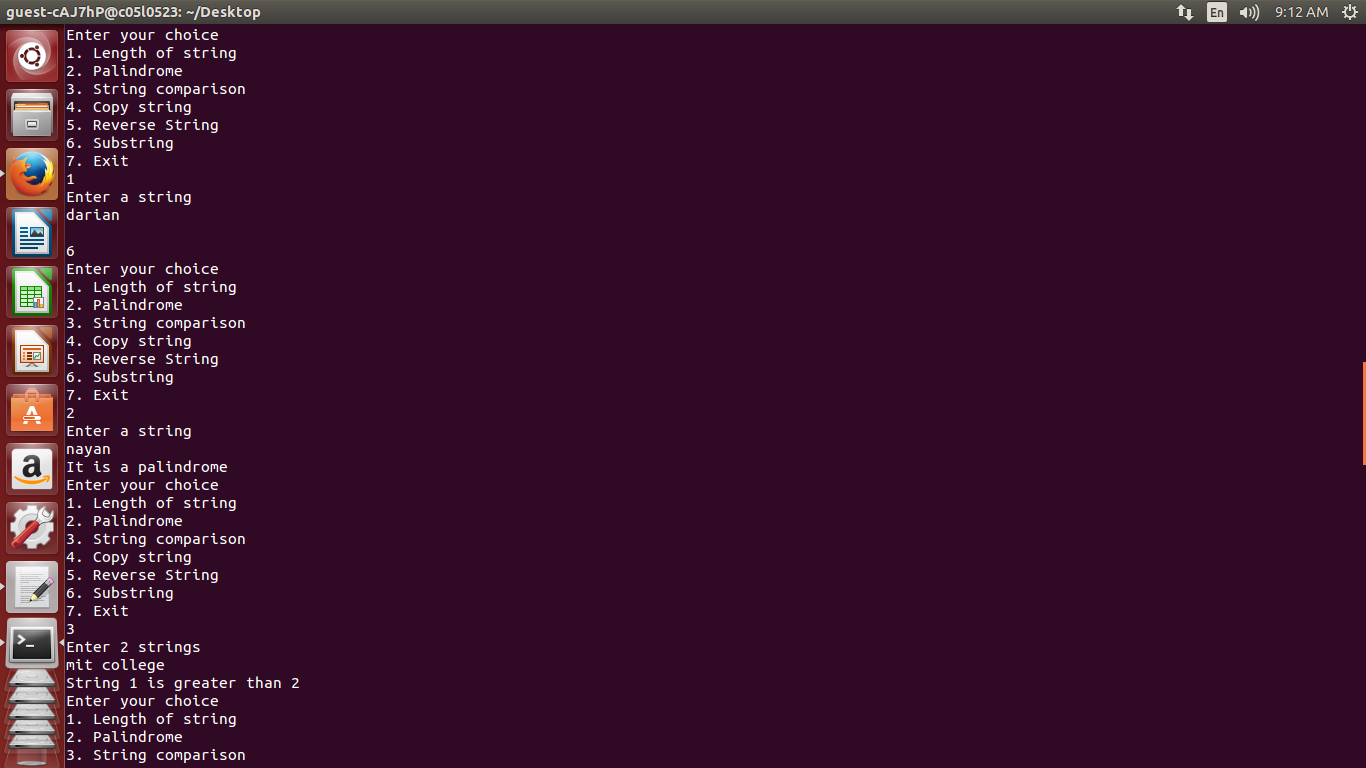 guest-cAJ7hP@c05l0523: ~/Desktop
En
9:12 AM
Enter your choice
1. Length of string
2. Palindrome
3. String comparison
4. Copy string
5. Reverse String
6. Substring
7. Exit
1
Enter a string
darian

6
Enter your choice
1. Length of string
2. Palindrome
3. String comparison
4. Copy string
5. Reverse String
6. Substring
7. Exit
2
Enter a string
nayan
It is a palindrome
Enter your choice
1. Length of string
2. Palindrome
3. String comparison
4. Copy string
5. Reverse String
6. Substring
7. Exit
3
Enter 2 strings
mit college
String 1 is greater than 2
Enter your choice
1. Length of string
2. Palindrome
3. String comparison